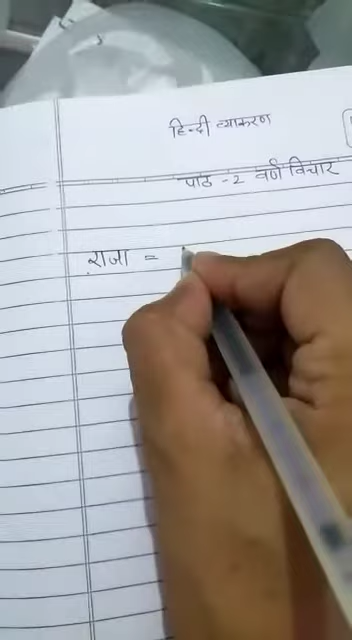 हिन्दी व्याकरण
पाठ -2 वर्ण विचार
राजा =